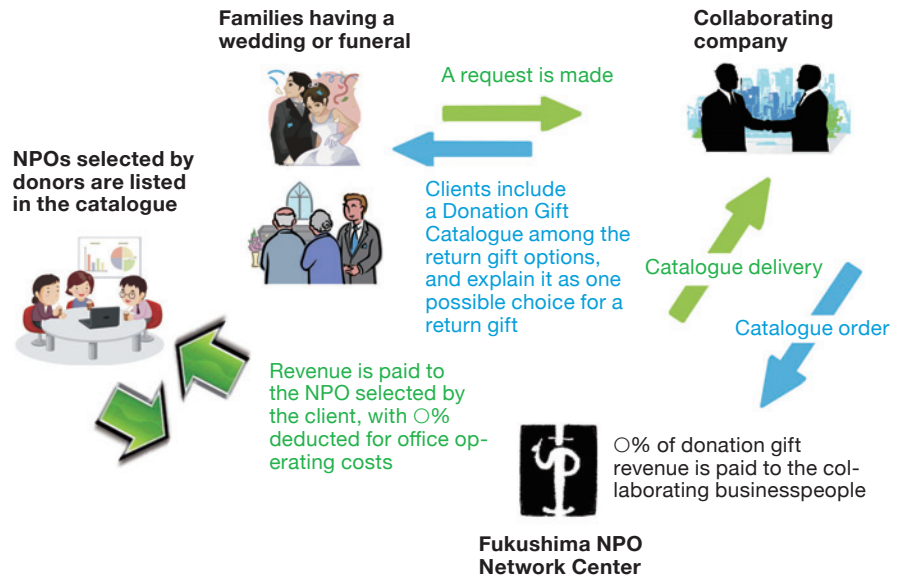 Families having a
wedding or funeral
Collaborating
company
A request is made
NPOs selected by
donors are listed
in the catalogue
Clients include
a Donation Gift
Catalogue among the
return gift options,
and explain it as one
possible choice for a
return gift
Catalogue delivery
Catalogue order
Revenue is paid to
the NPO selected by
the client, with ○%
deducted for office op-
erating costs
○% of donation gift
revenue is paid to the col-
laborating businesspeople
Fukushima NPO
Network Center